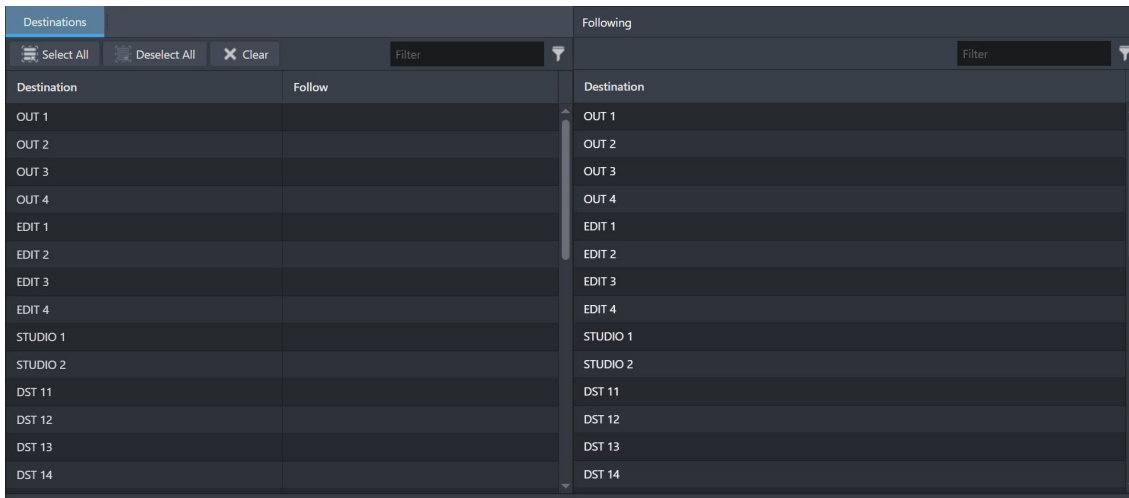 Destinations
Following
Select All Deselect All Clear Filter
Filter
Destination Follow
Destination
OUT 1 OUT 1
OUT 2 OUT 2
OUT 3 OUT 3
OUT 4 OUT 4
EDIT 1 EDIT 1
EDIT 2 EDIT 2
EDIT 3 EDIT 3
EDIT 4 EDIT 4
STUDIO 1 STUDIO 1
STUDIO 2 STUDIO 2
DST 11 DST 11
DST 12 DST 12
DST 13 DST 13
DST 14 DST 14